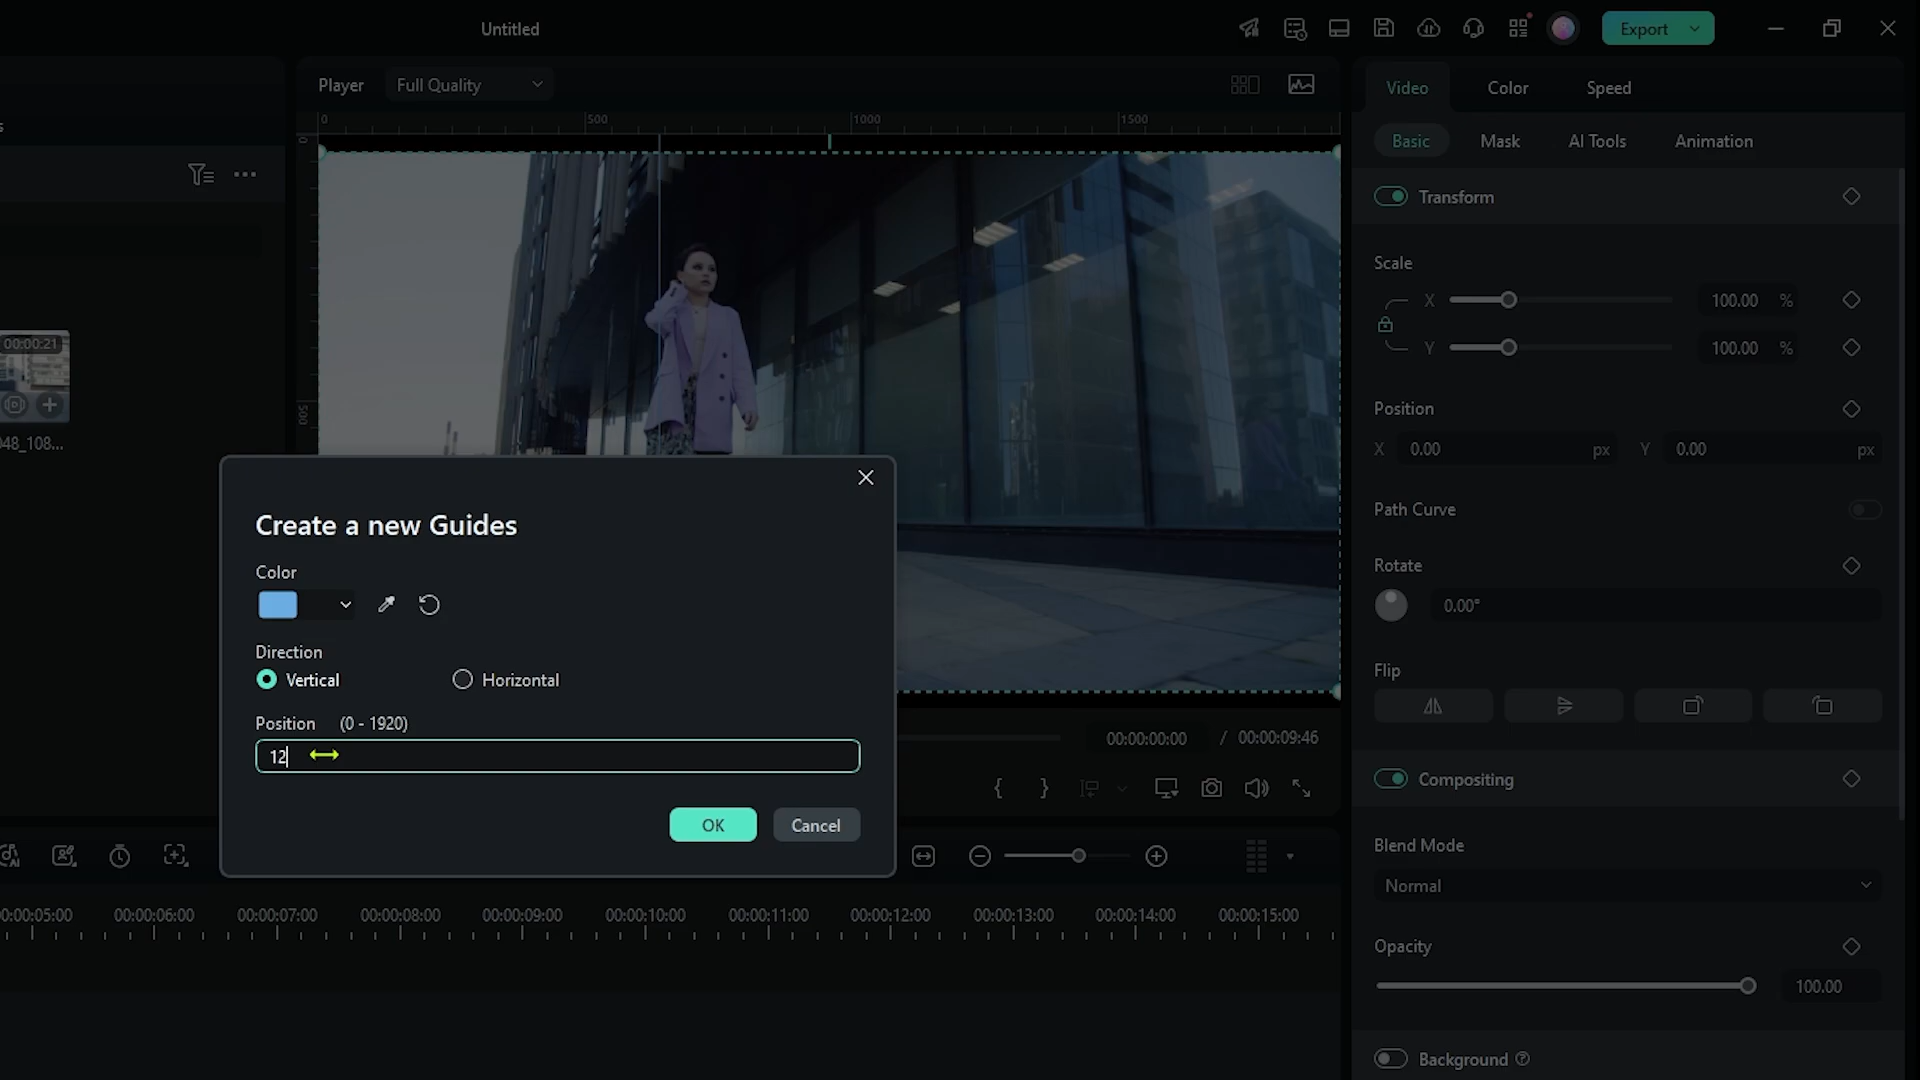 Untitled
Export
Player
Full Quality
0
500
1000
1500
0
500
s
00:00:21
048_108...
Create a new Guides
Color
Direction
Vertical
Horizontal
Position (0 - 1920)
12
OK
Cancel
00:00:00:00 / 00:00:09:46
00:00:05:00
00:00:06:00
00:00:07:00
00:00:08:00
00:00:09:00
00:00:10:00
00:00:11:00
00:00:12:00
00:00:13:00
00:00:14:00
00:00:15:00
Video
Color
Speed
Basic
Mask
AI Tools
Animation
Transform
Scale
X 100.00 %
Y 100.00 %
Position
X 0.00 px Y 0.00 px
Path Curve
Rotate
0.00°
Flip
Compositing
Blend Mode
Normal
Opacity
100.00
Background